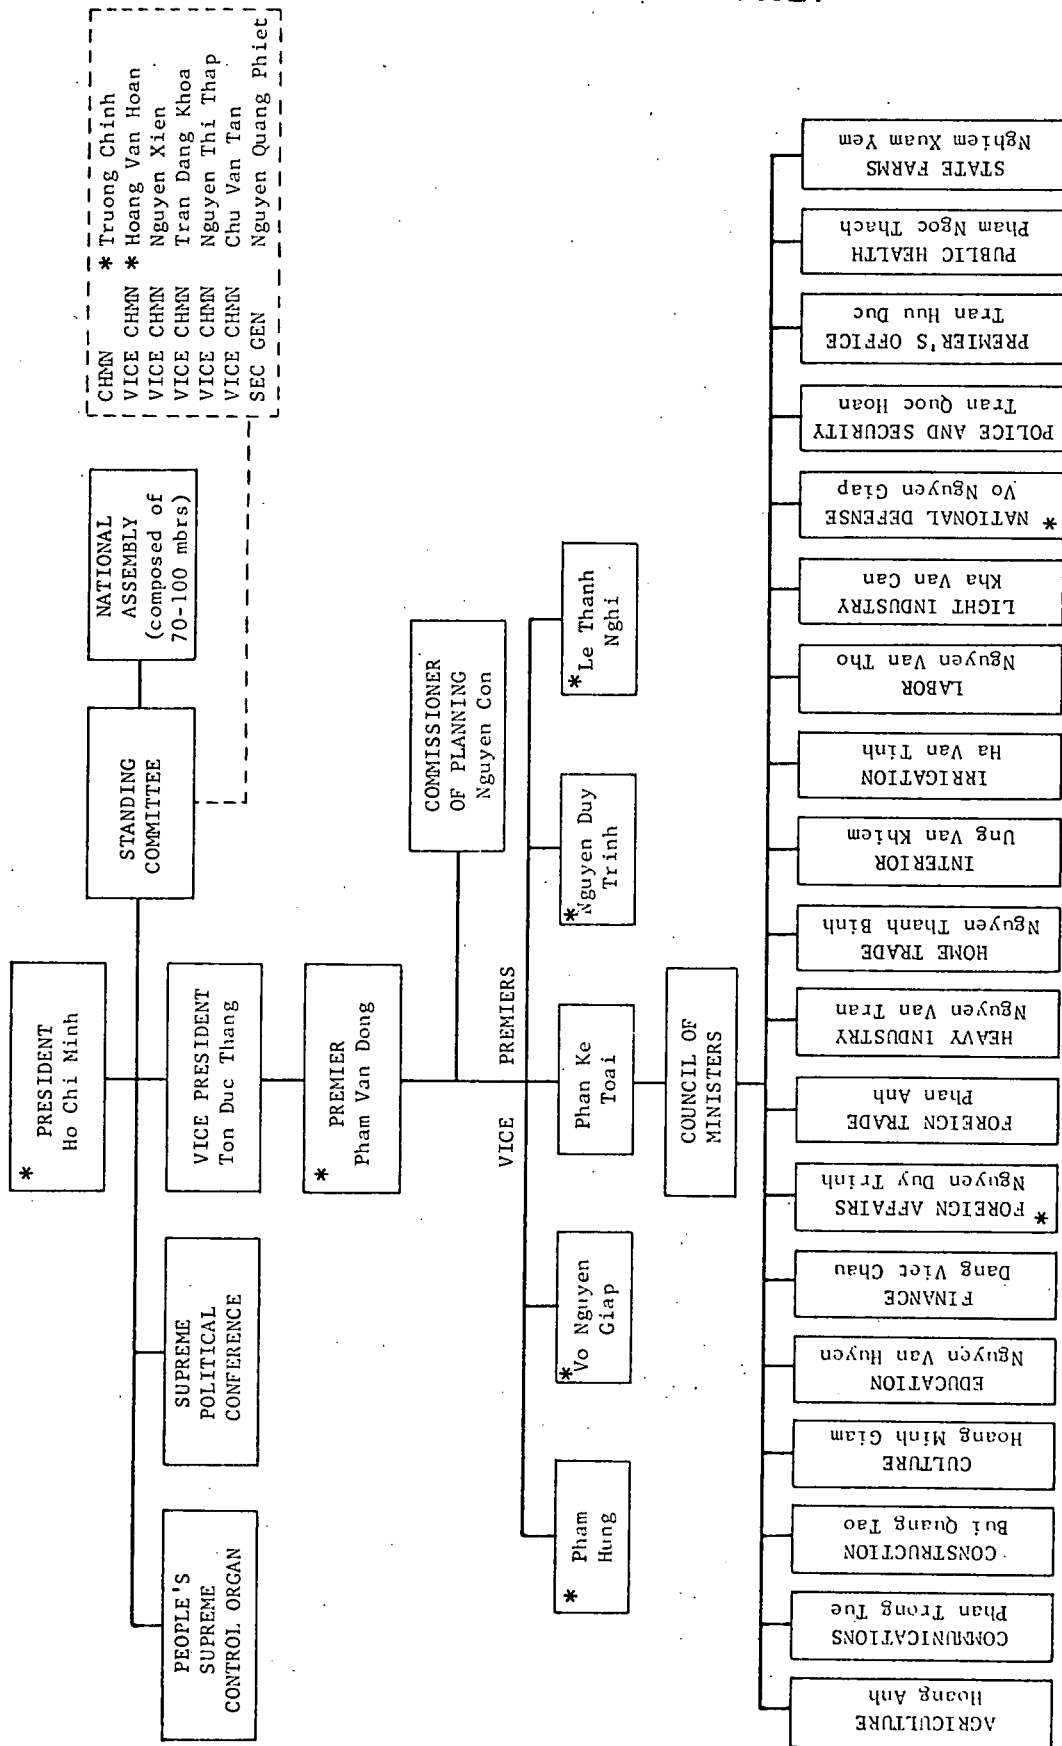 PRESIDENT
* Ho Chi Minh
STANDING
COMMITTEE
NATIONAL
ASSEMBLY
(composed of
70-100 mbrs)
CHMN * Truong Chinh
VICE CHMN * Hoang Van Hoan
VICE CHMN Nguyen Xien
VICE CHMN Tran Dang Khoa
VICE CHMN Nguyen Thi Thap
VICE CHMN Chu Van Tan
SEC GEN Nguyen Quang Phiet
PEOPLE'S
SUPREME
CONTROL ORGAN
SUPREME
POLITICAL
CONFERENCE
VICE PRESIDENT
Ton Duc Thang
PREMIER
* Pham Van Dong
COMMISSIONER
OF PLANNING
Nguyen Con
VICE PREMIERS
* Pham
Hung
* Vo Nguyen
Giap
Phan Ke
Toai
* Nguyen Duy
Trinh
* Le Thanh
Nghi
COUNCIL OF
MINISTERS
AGRICULTURE
Hoang Anh
COMMUNICATIONS
Phan Trong Tue
CONSTRUCTION
Bui Quang Tao
CULTURE
Hoang Minh Giam
EDUCATION
Nguyen Van Huyen
FINANCE
Dang Viet Chau
* FOREIGN AFFAIRS
Nguyen Duy Trinh
FOREIGN TRADE
Phan Anh
HEAVY INDUSTRY
Nguyen Van Tran
HOME TRADE
Nguyen Thanh Binh
INTERIOR
Ung Van Khiem
IRRIGATION
Ha Van Tinh
LABOR
Nguyen Van Tho
LIGHT INDUSTRY
Kha Van Can
* NATIONAL DEFENSE
Vo Nguyen Giap
POLICE AND SECURITY
Tran Quoc Hoan
PREMIER'S OFFICE
Tran Huu Duc
PUBLIC HEALTH
Pham Ngoc Thach
STATE FARMS
Nghiem Xuam Yem